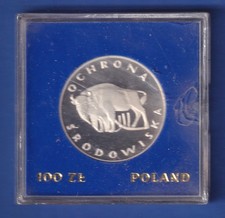 OCHRONA
ŚRODOWISKA
100 ZŁ POLAND